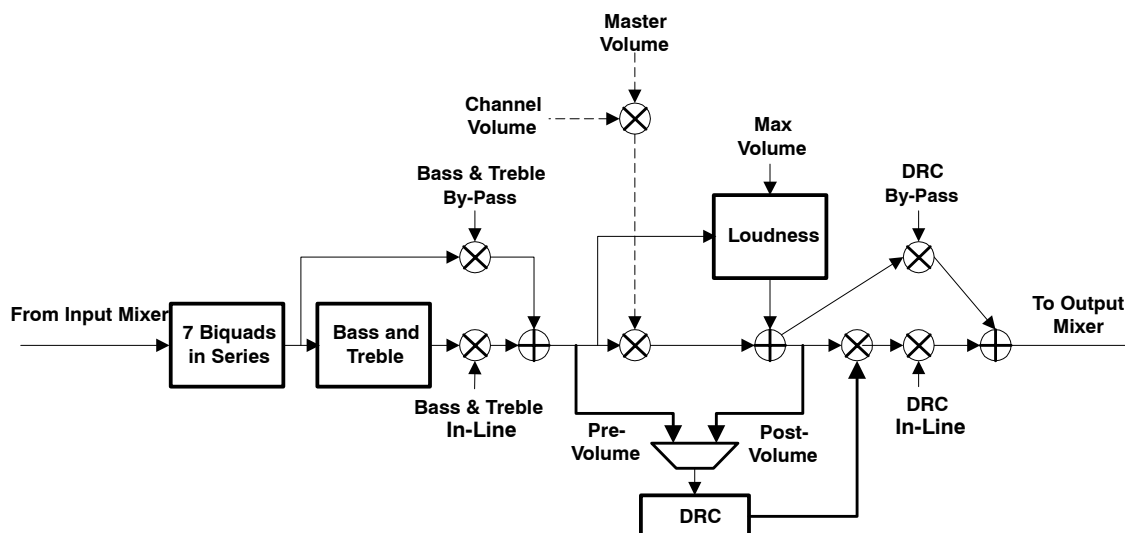 Master
Volume
Channel
Volume
Max
Volume
Bass & Treble
By-Pass
DRC
By-Pass
Loudness
From Input Mixer
7 Biquads
in Series
Bass and
Treble
To Output
Mixer
Bass & Treble
In-Line
Pre-
Volume
Post-
Volume
DRC
In-Line
DRC